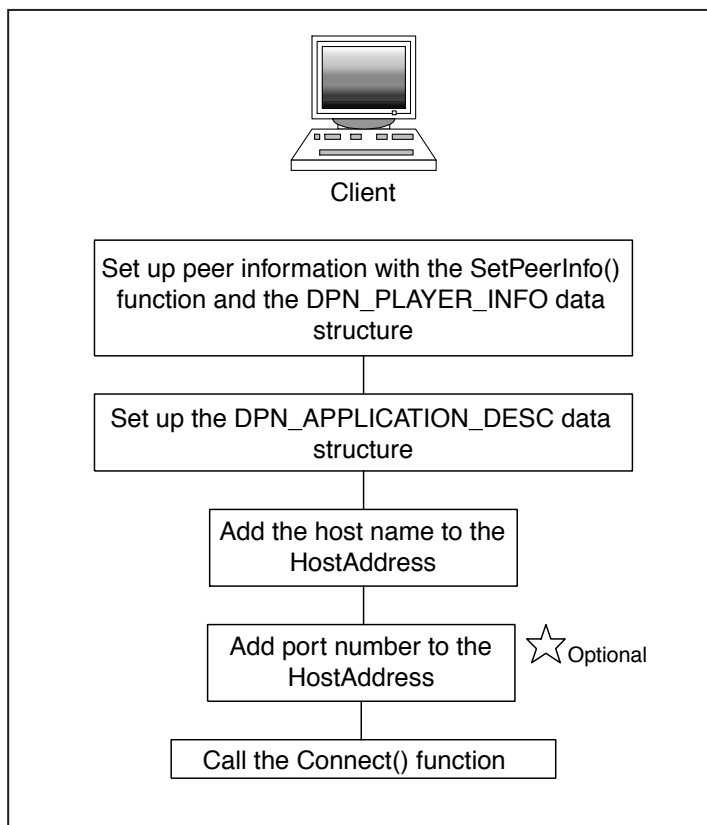 Client
Set up peer information with the SetPeerInfo()
function and the DPN_PLAYER_INFO data
structure
Set up the DPN_APPLICATION_DESC data
structure
Add the host name to the
HostAddress
Add port number to the
HostAddress
Optional
Call the Connect() function